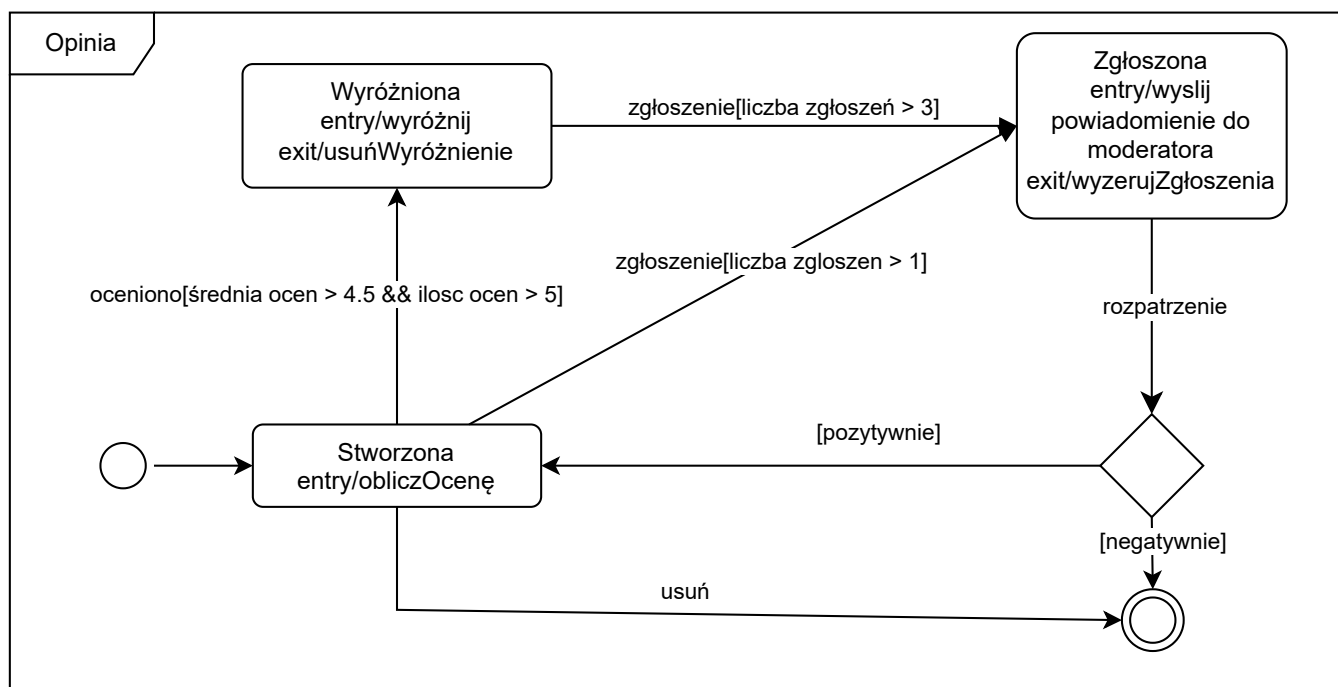 Opinia
Wyróżniona
entry/wyróżnij
exit/usuńWyróżnienie
zgłoszenie[liczba zgłoszeń > 3]
Zgłoszona
entry/wyslij
powiadomienie do
moderatora
exit/wyzerujZgłoszenia
zgłoszenie[liczba zgloszen > 1]
oceniono[średnia ocen > 4.5 && ilosc ocen > 5]
rozpatrzenie
Stworzona
entry/obliczOcenę
[pozytywnie]
[negatywnie]
usuń